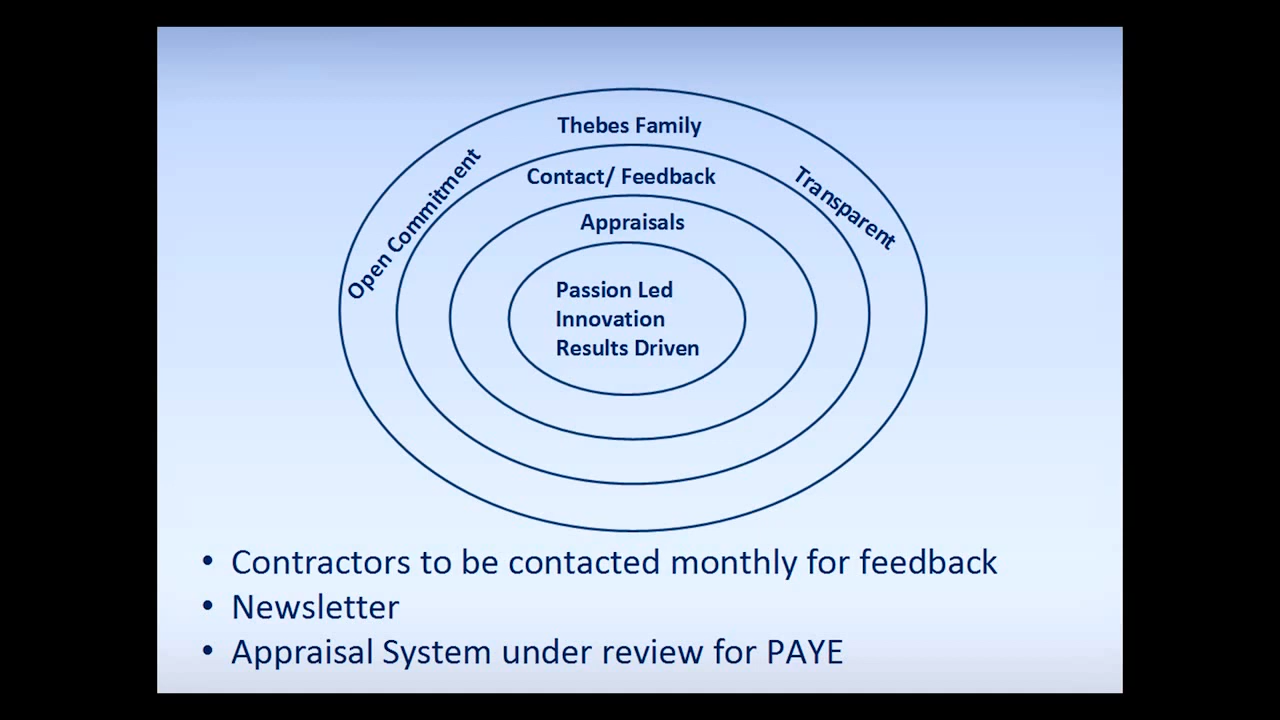 Thebes Family
Open Commitment
Transparent
Contact/ Feedback
Appraisals
Passion Led
Innovation
Results Driven
• Contractors to be contacted monthly for feedback
• Newsletter
• Appraisal System under review for PAYE